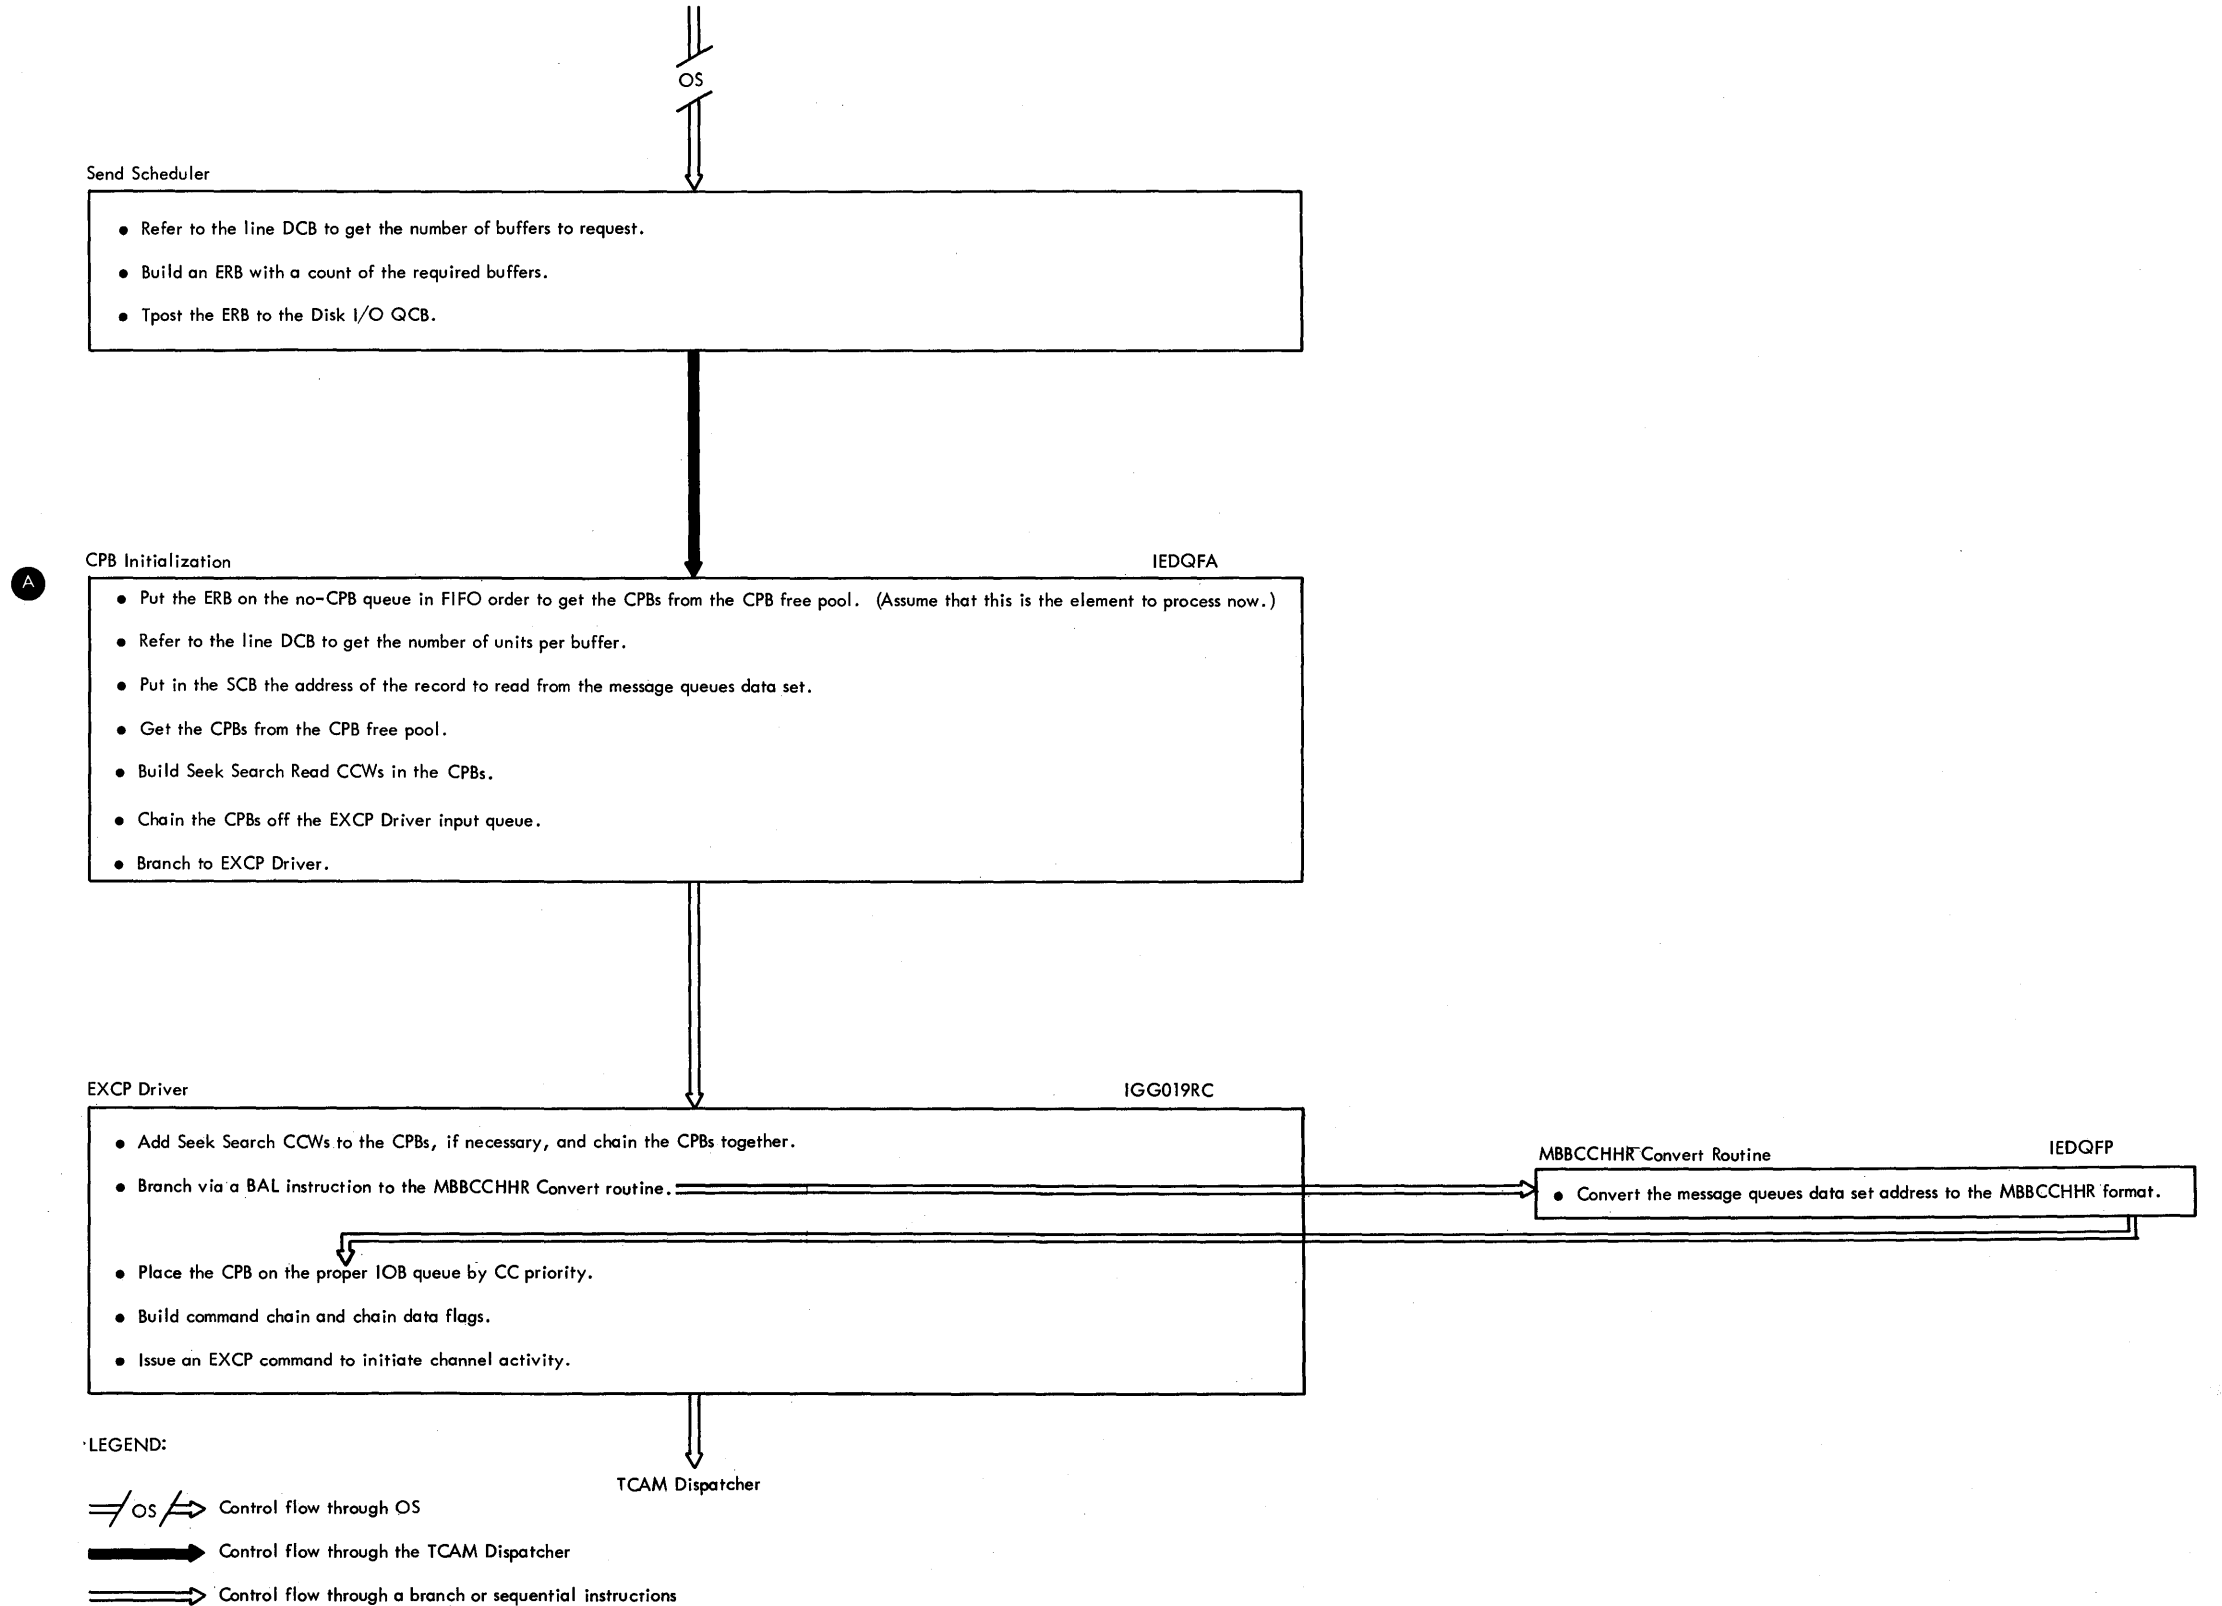 OS
Send Scheduler
• Refer to the line DCB to get the number of buffers to request.
• Build an ERB with a count of the required buffers.
• Tpost the ERB to the Disk I/O QCB.
CPB Initialization IEDQFA
A
• Put the ERB on the no-CPB queue in FIFO order to get the CPBs from the CPB free pool. (Assume that this is the element to process now.)
• Refer to the line DCB to get the number of units per buffer.
• Put in the SCB the address of the record to read from the message queues data set.
• Get the CPBs from the CPB free pool.
• Build Seek Search Read CCWs in the CPBs.
• Chain the CPBs off the EXCP Driver input queue.
• Branch to EXCP Driver.
EXCP Driver IGG019RC
• Add Seek Search CCWs to the CPBs, if necessary, and chain the CPBs together.
• Branch via a BAL instruction to the MBBCCHHR Convert routine.
MBBCCHHR Convert Routine IEDQFP
• Convert the message queues data set address to the MBBCCHHR format.
• Place the CPB on the proper IOB queue by CC priority.
• Build command chain and chain data flags.
• Issue an EXCP command to initiate channel activity.
TCAM Dispatcher
LEGEND:
OS Control flow through OS
Control flow through the TCAM Dispatcher
Control flow through a branch or sequential instructions